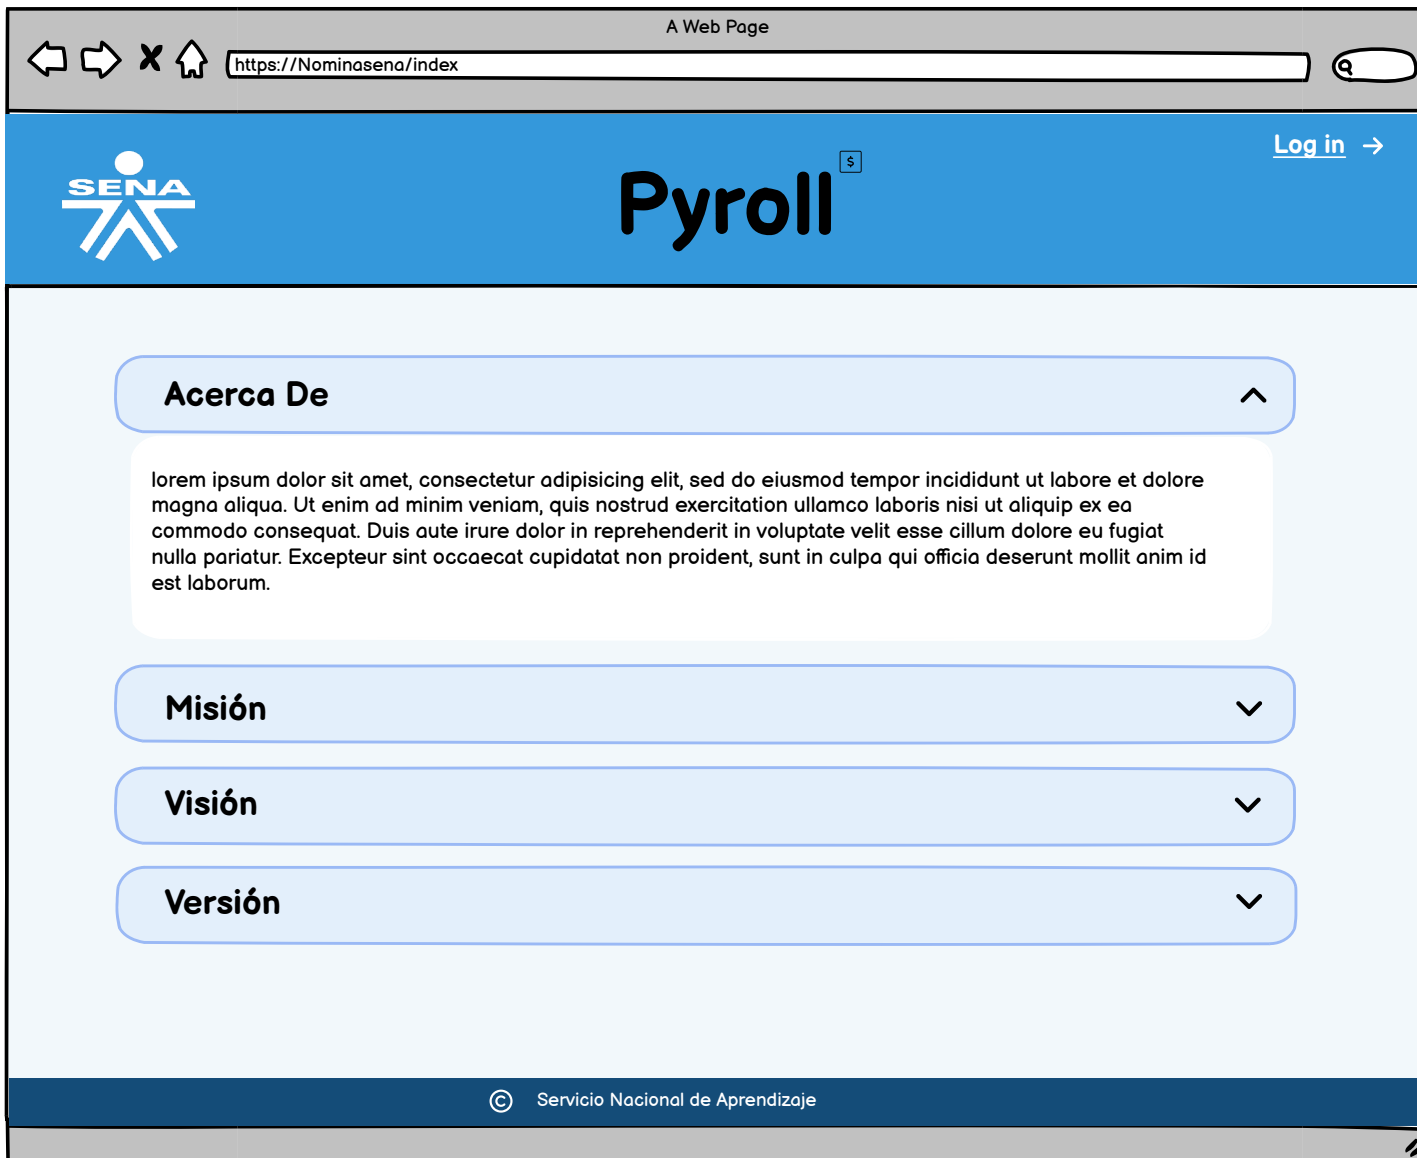 A Web Page
https://Nominasena/index
Log in
SENA
Pyroll
$
Acerca De
lorem ipsum dolor sit amet, consectetur adipisicing elit, sed do eiusmod tempor incididunt ut labore et dolore
magna aliqua. Ut enim ad minim veniam, quis nostrud exercitation ullamco laboris nisi ut aliquip ex ea
commodo consequat. Duis aute irure dolor in reprehenderit in voluptate velit esse cillum dolore eu fugiat
nulla pariatur. Excepteur sint occaecat cupidatat non proident, sunt in culpa qui officia deserunt mollit anim id
est laborum.
Misión
Visión
Versión
© Servicio Nacional de Aprendizaje